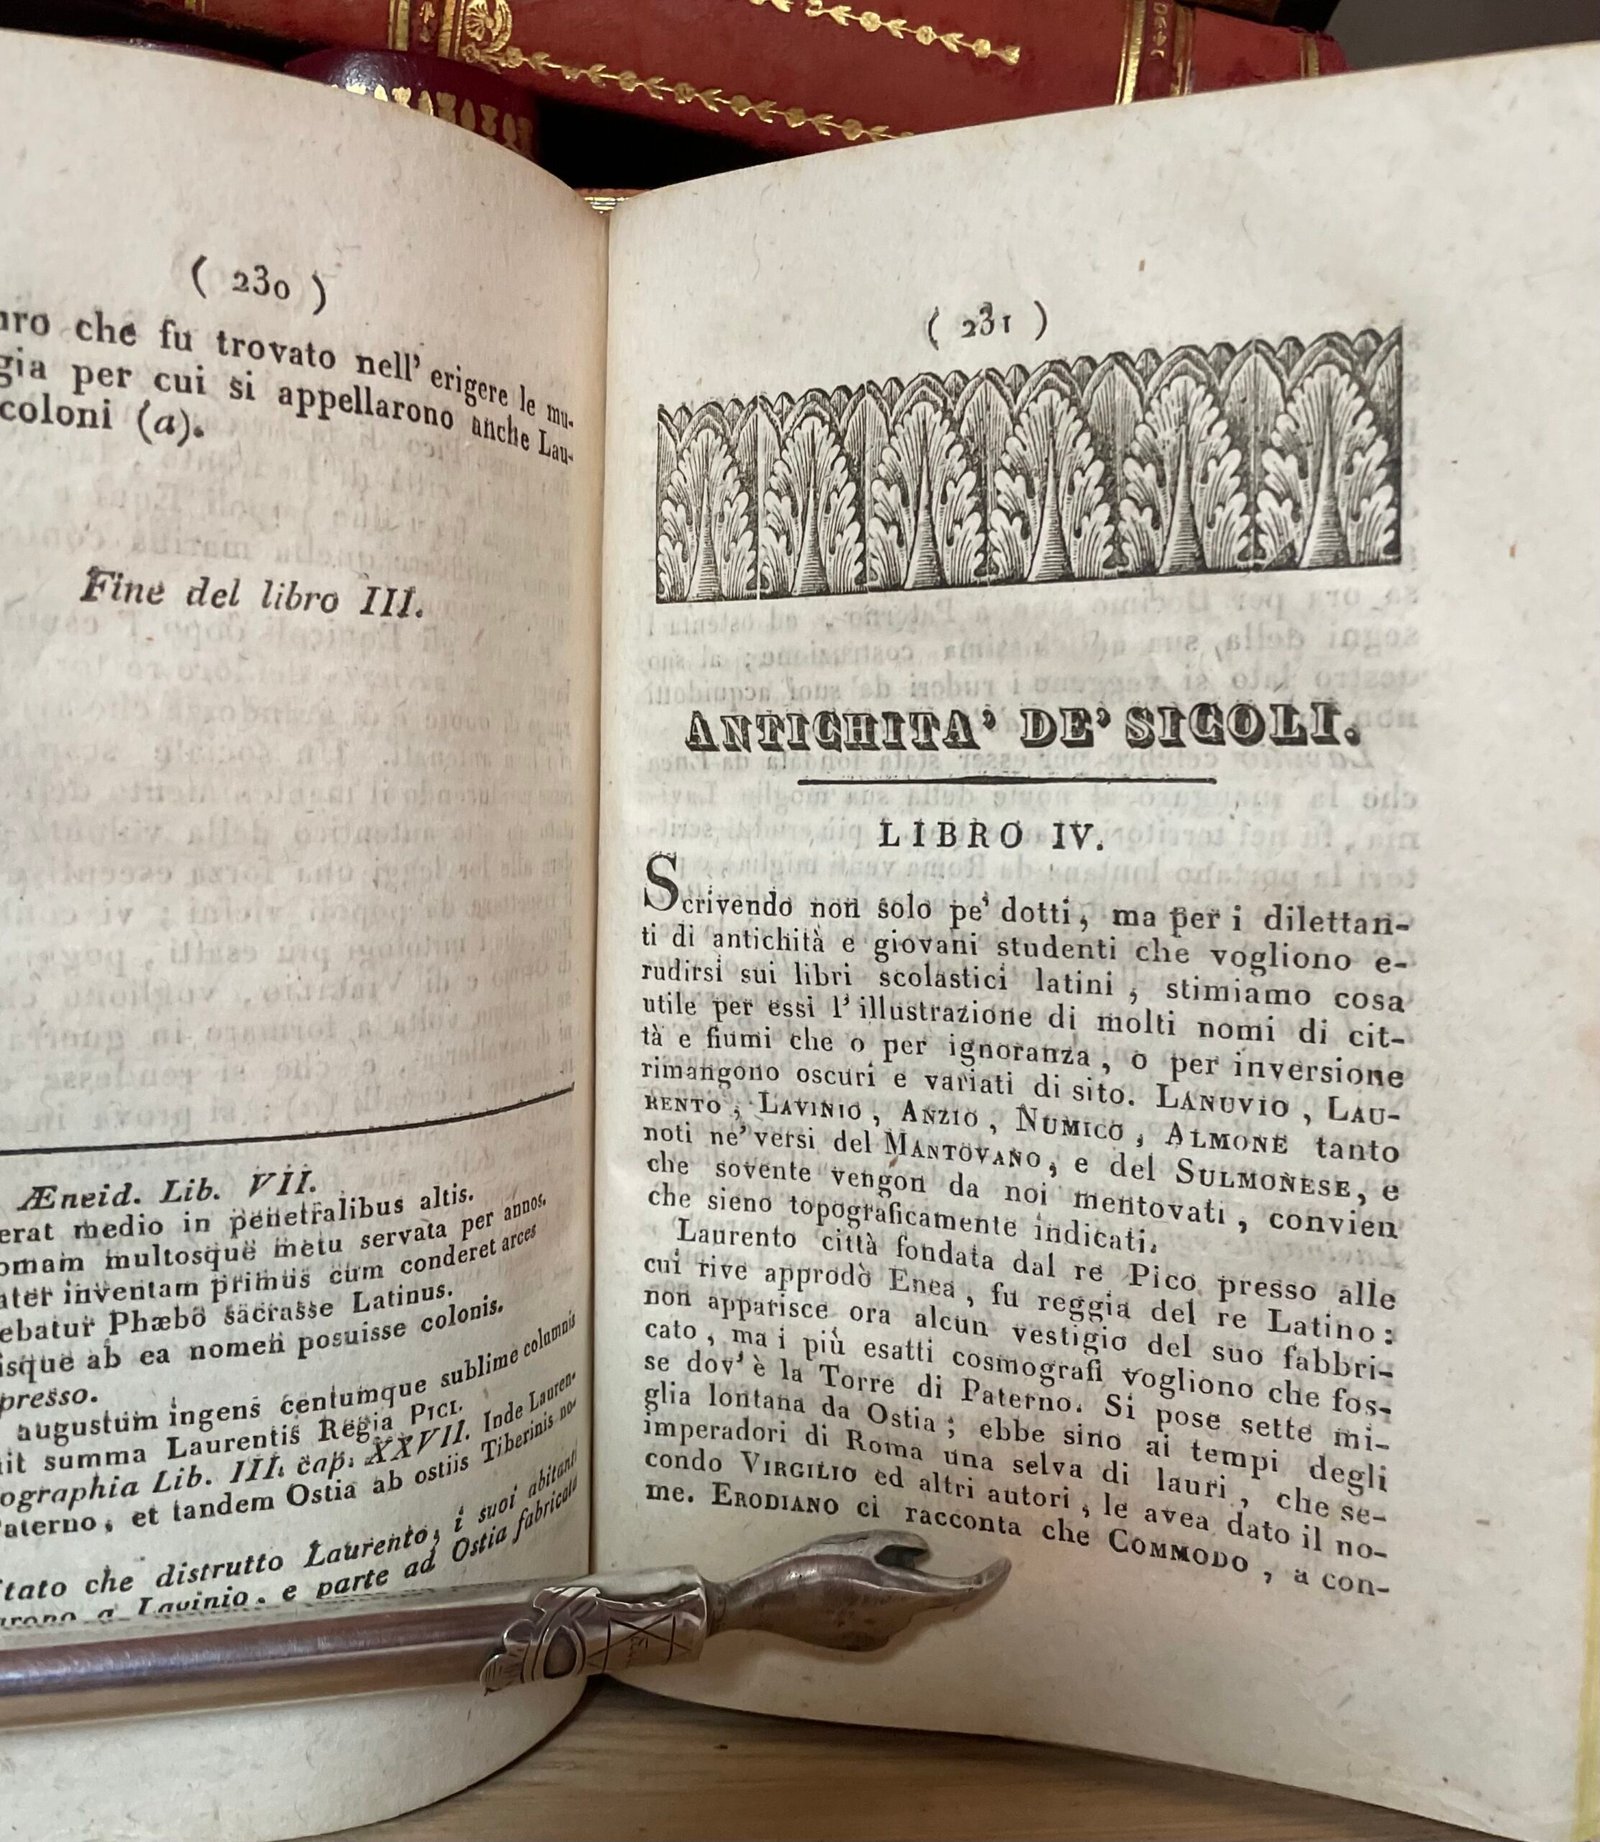 ( 230 )
che fu trovato nell' erigere le mu-
gia per cui si appellarono anche Lau-
coloni (a).
Fine del libro III.
Æneid. Lib. VII.
erat medio in penetralibus altis.
omam multosque metu servata per annos.
ater inventam primus cum conderet arces
ebatur Phæbo sacrasse Latinus.
isque ab ea nomen posuisse colonis.
presso.
augustum ingens centumque sublime columnis
uit summa Laurentis Regia PICI.
ographia Lib. III. cap. XXVII. Inde Lauren-
Paterno, et tandem Ostia ab ostiis Tiberinis no-
itato che distrutto Laurento, i suoi abitanti
arono a Lavinio, e parte ad Ostia fabricata
( 231 )
ANTICHITA' DE' SICOLI.
LIBRO IV.
Scrivendo non solo pe' dotti, ma per i dilettan-
ti di antichità e giovani studenti che vogliono e-
rudirsi sui libri scolastici latini, stimiamo cosa
utile per essi l'illustrazione di molti nomi di cit-
tà e fiumi che o per ignoranza, o per inversione
rimangono oscuri e variati di sito. LANUVIO, LAU-
RENTO, LAVINIO, ANZIO, NUMICO, ALMONE tanto
noti ne' versi del MANTOVANO, e del SULMONESE, e
che sovente vengon da noi mentovati, convien
che sieno topograficamente indicati.
Laurento città fondata dal re Pico presso alle
cui rive approdò Enea, fu reggia del re Latino:
non apparisce ora alcun vestigio del suo fabbri-
cato, ma i più esatti cosmografi vogliono che fos-
se dov'è la Torre di Paterno. Si pose sette mi-
glia lontana da Ostia; ebbe sino ai tempi degli
imperadori di Roma una selva di lauri, che se-
condo VIRGILIO ed altri autori, le avea dato il no-
me. ERODIANO ci racconta che COMMODO, a con-